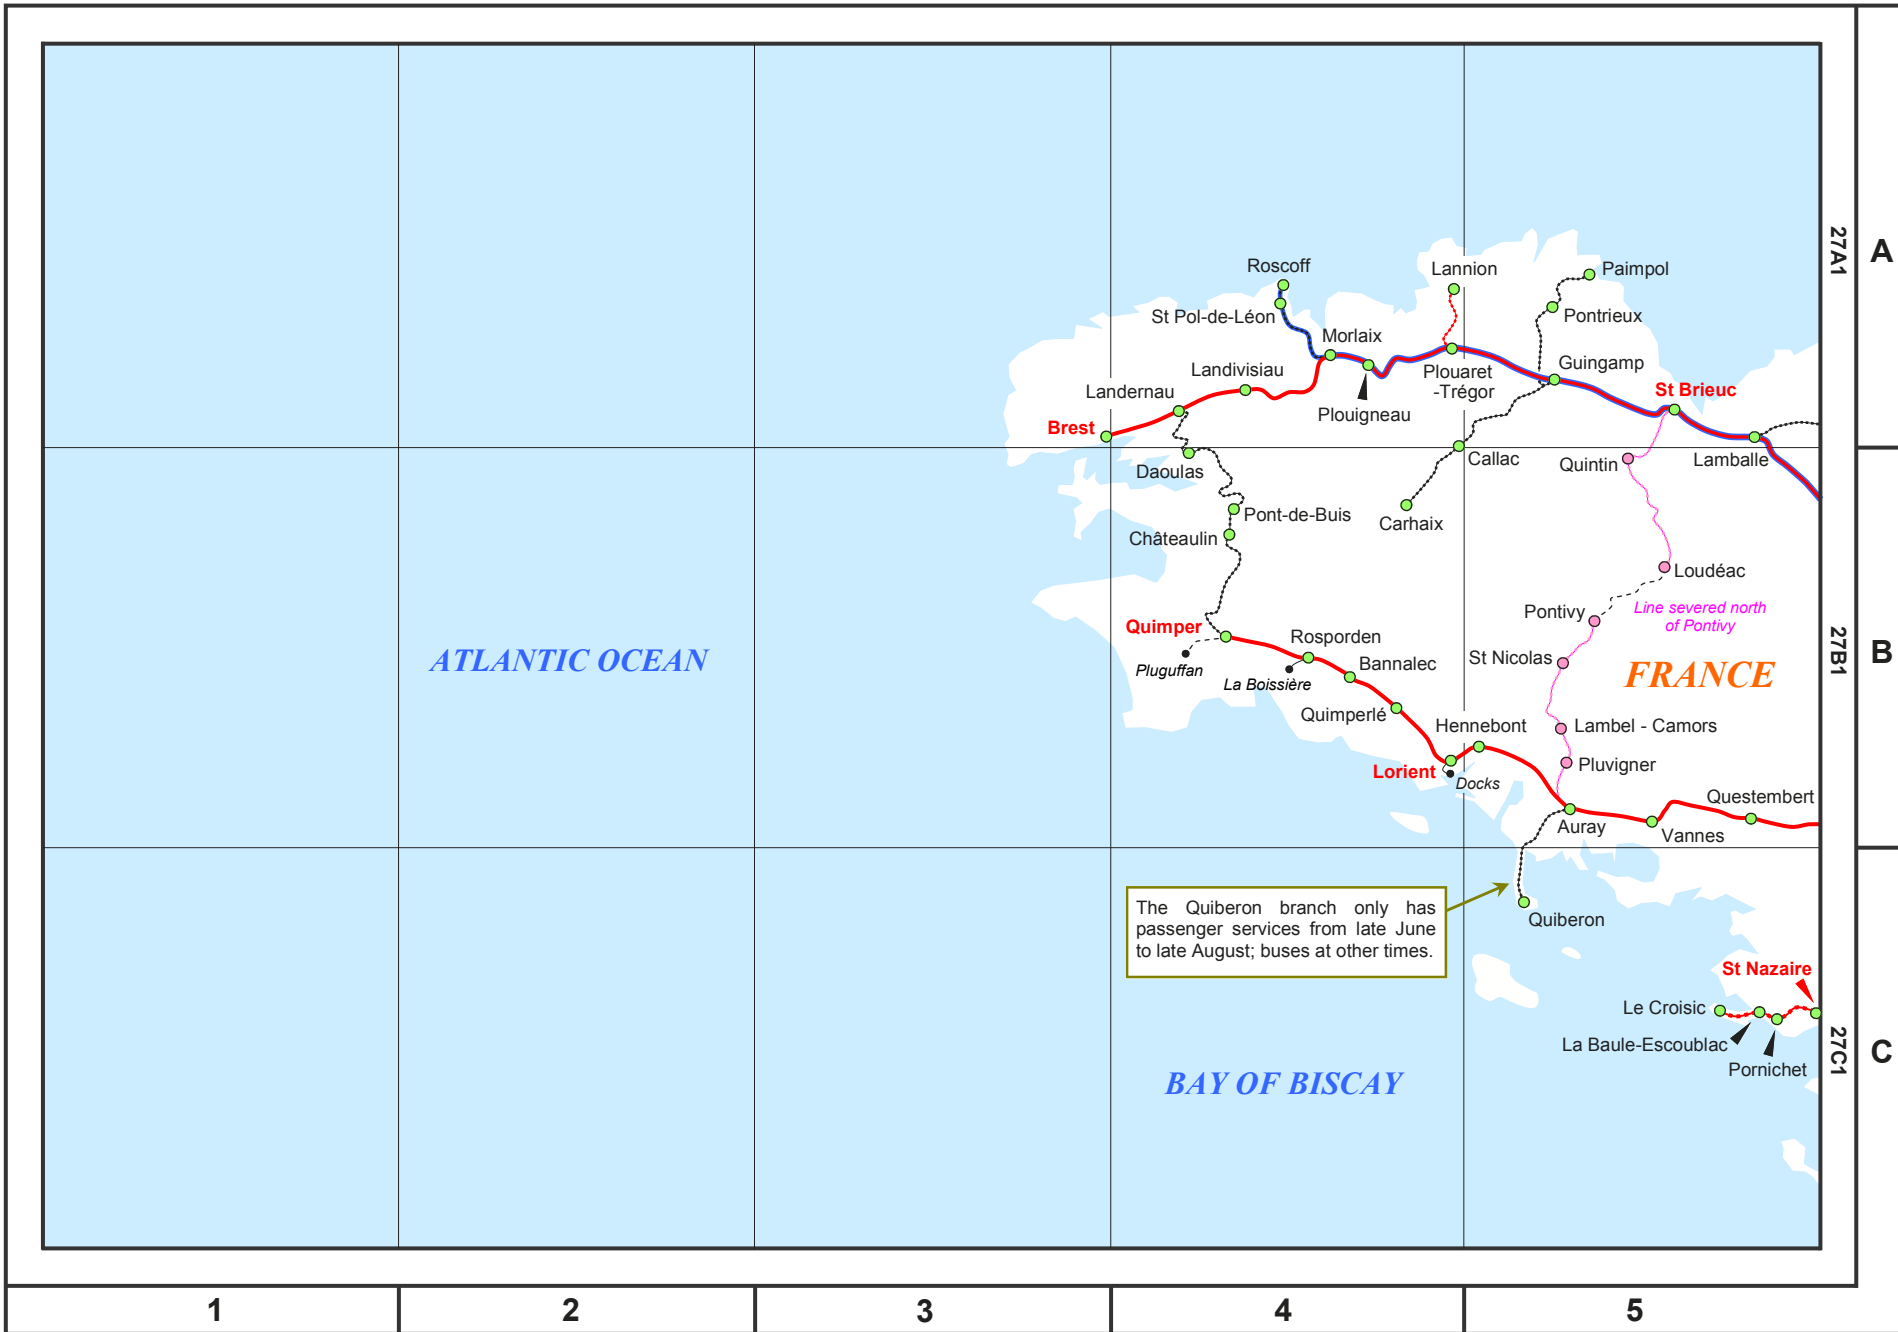 27A1
A
Roscoff
Lannion
Paimpol
St Pol-de-Léon
Pontrieux
Morlaix
Landivisiau
Guingamp
Plouaret
-Trégor
Landernau
St Brieuc
Plouigneau
Brest
Callac
Quintin
Lamballe
Daoulas
Pont-de-Buis
Carhaix
Châteaulin
Loudéac
Pontivy
Line severed north
of Pontivy
Quimper
Rosporden
27B1
B
ATLANTIC OCEAN
Pluguffan
Bannalec
St Nicolas
FRANCE
La Boissière
Quimperlé
Hennebont
Lambel - Camors
Lorient
Docks
Pluvigner
Questembert
Auray
Vannes
The Quiberon branch only has
passenger services from late June
to late August; buses at other times.
Quiberon
St Nazaire
Le Croisic
La Baule-Escoublac
27C1
C
Pornichet
BAY OF BISCAY
1
2
3
4
5